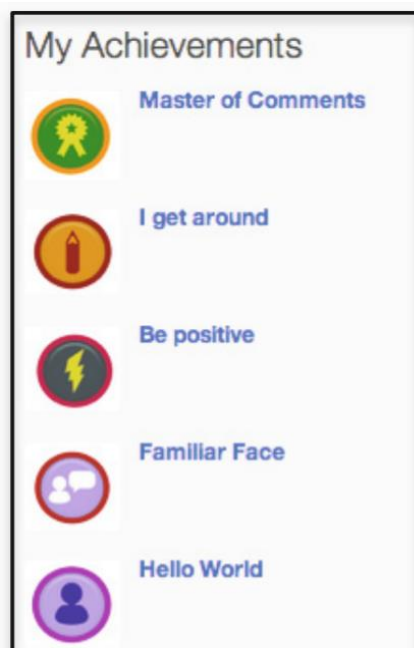 My Achievements
Master of Comments
I get around
Be positive
Familiar Face
Hello World